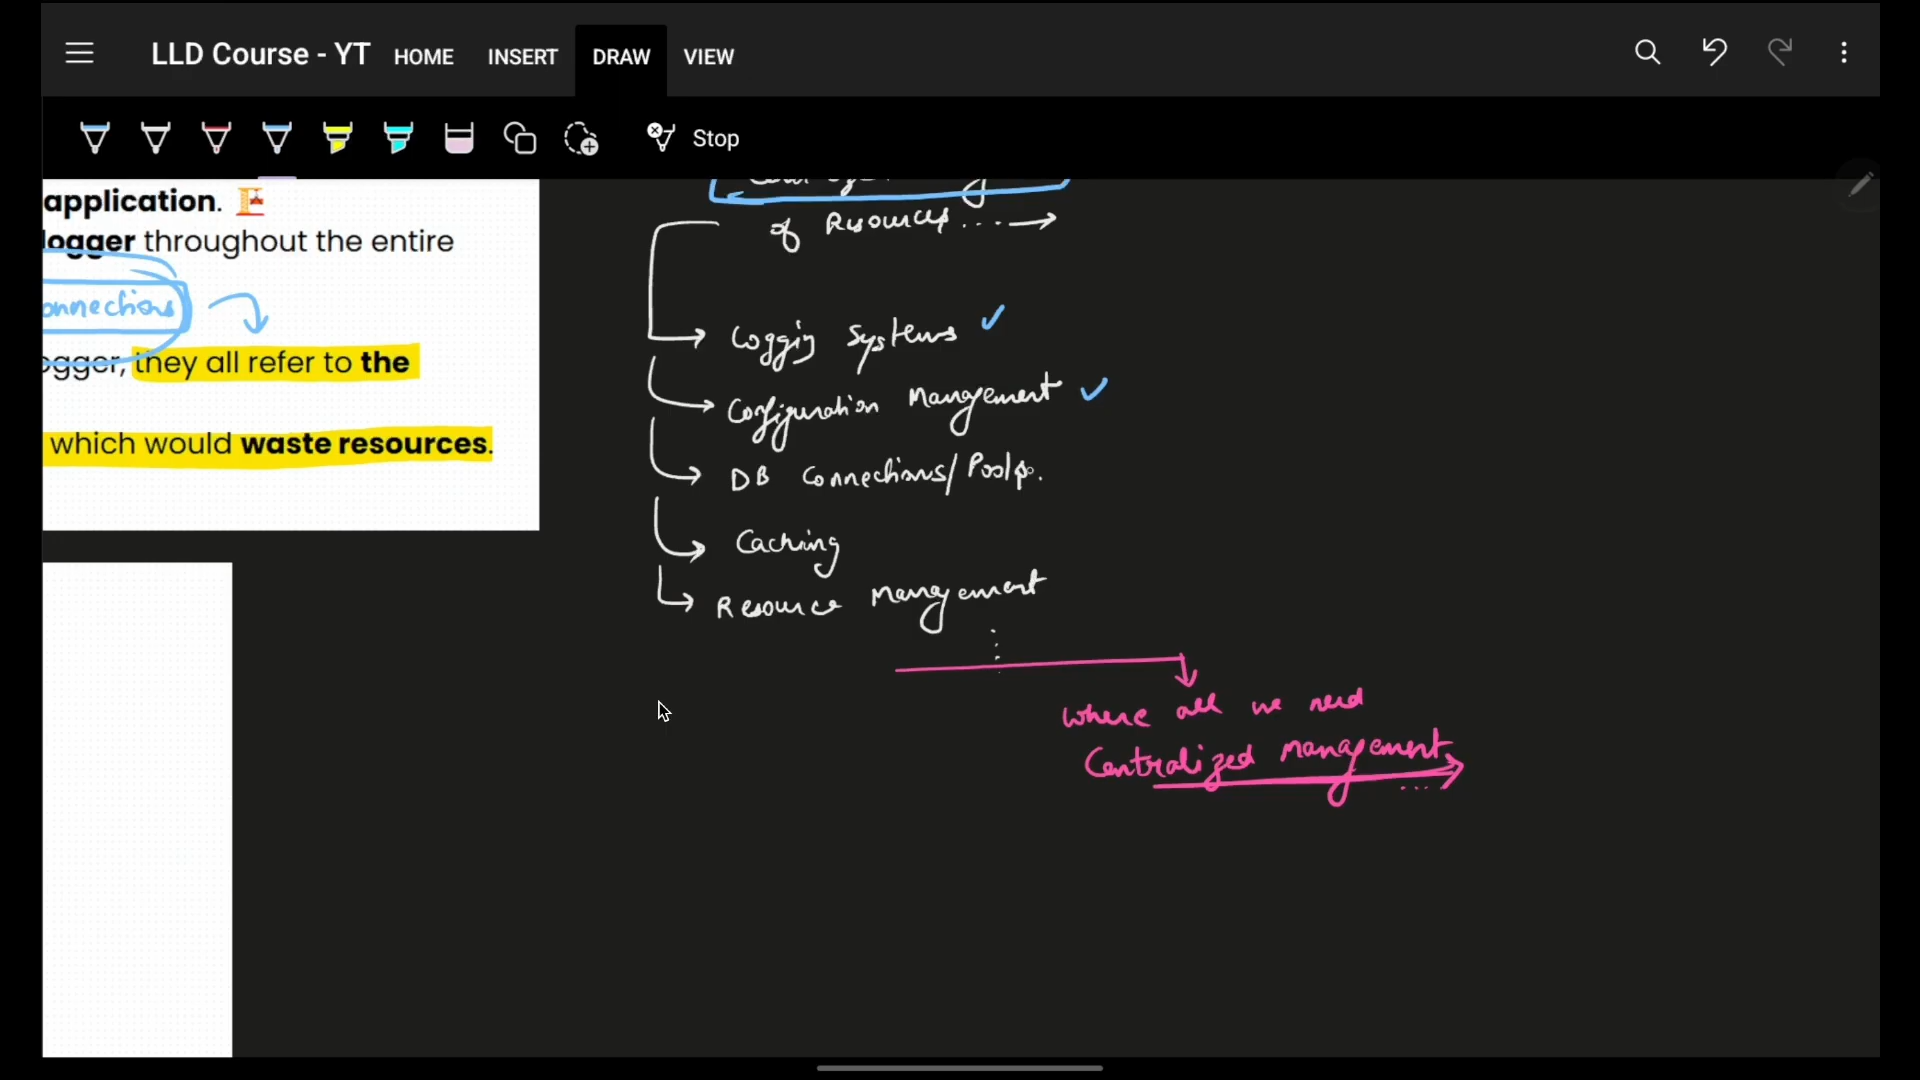 LLD Course - YT HOME INSERT DRAW VIEW
Stop
application.
logger throughout the entire
onnections
ogger, they all refer to the
which would waste resources.
of Resources .... →
Logging Systems ✓
Configuration Management ✓
DB Connections/
Caching
Resource Management
where all we need
Centralized Management
....